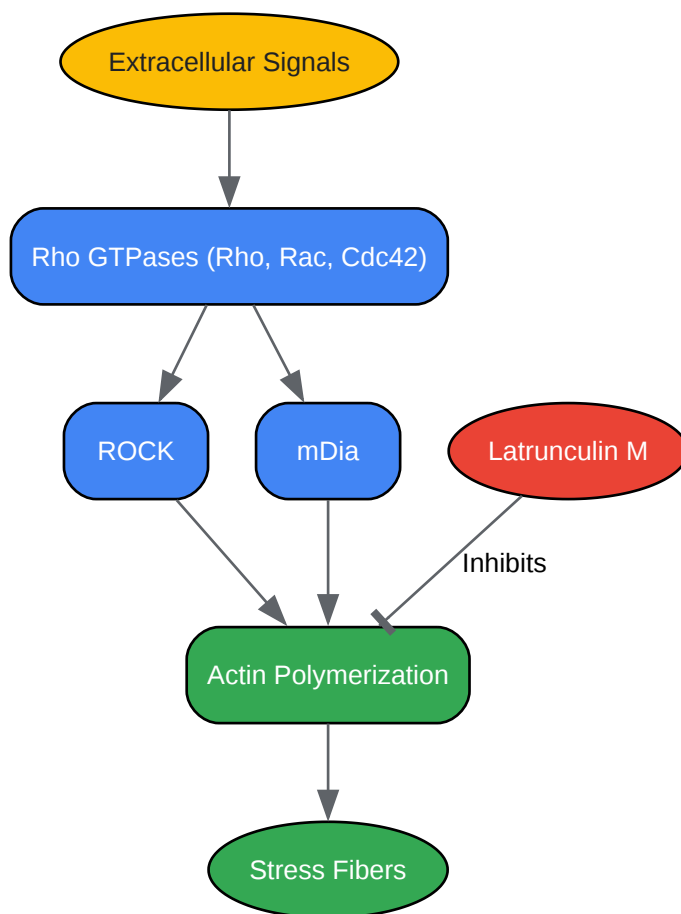 Extracellular Signals
Rho GTPases (Rho, Rac, Cdc42)
ROCK
mDia
Latrunculin M
Inhibits
Actin Polymerization
Stress Fibers